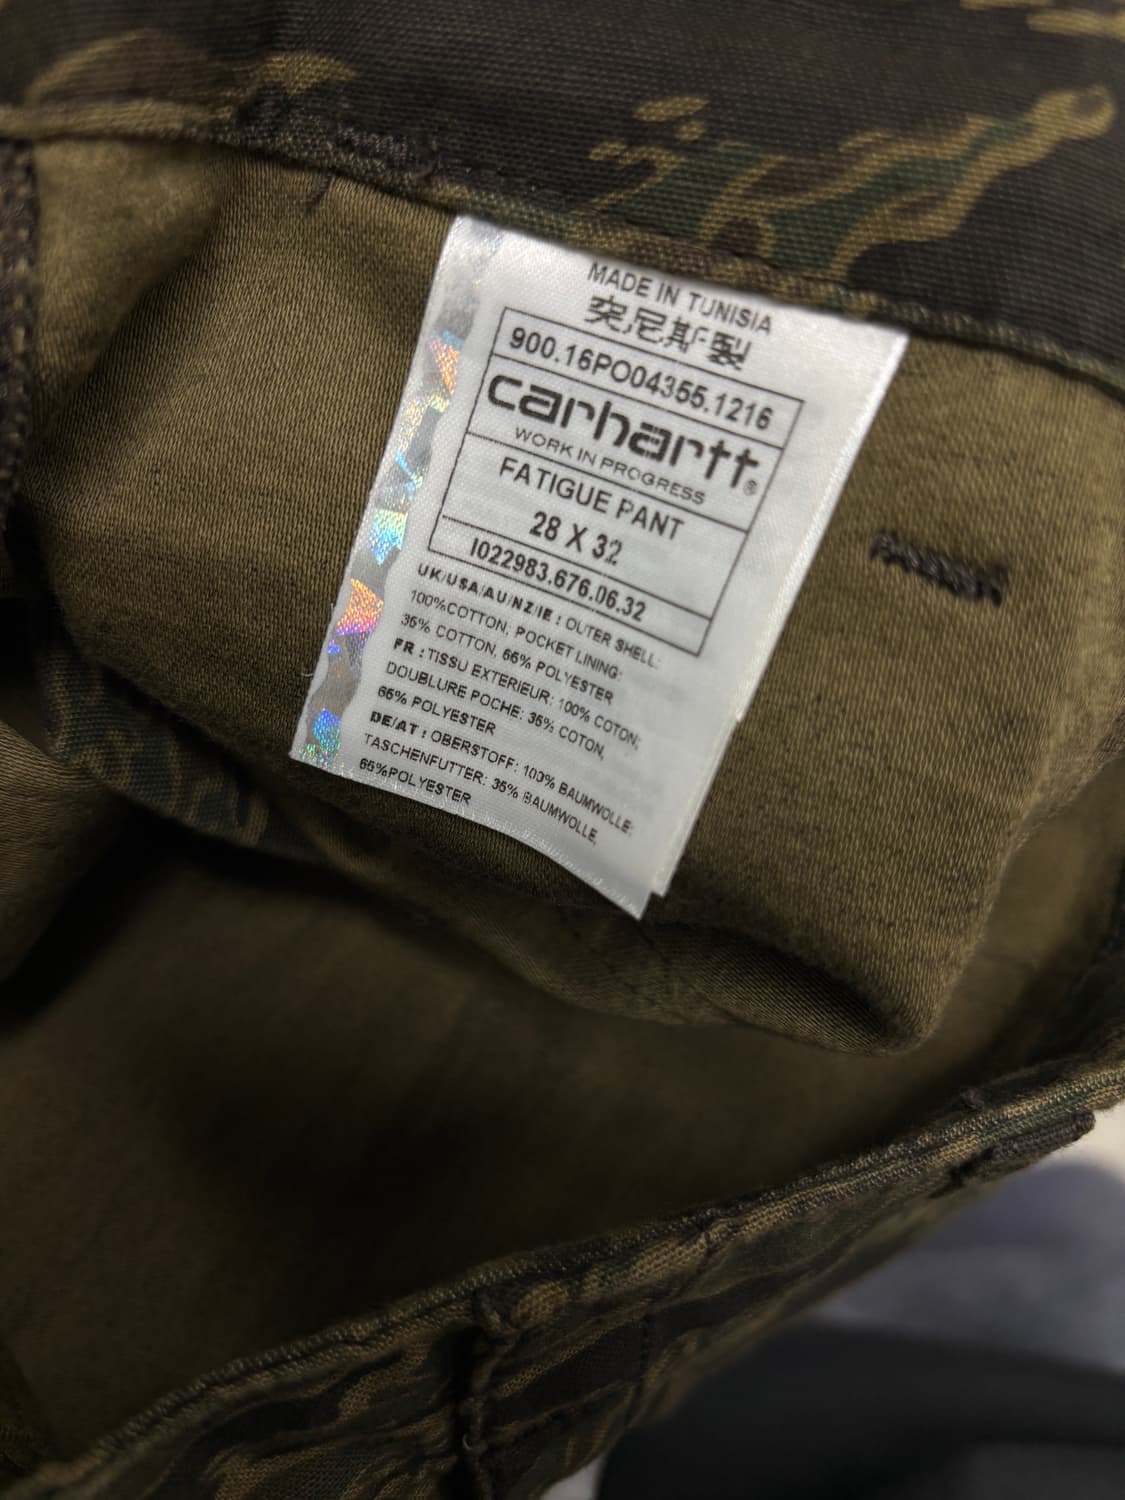 MADE IN TUNISIA
突尼斯製
900.16PO04355.1216
carhartt®
WORK IN PROGRESS
FATIGUE PANT
28 X 32
I022983.676.06.32
UK/USA/AU/NZ/IE : OUTER SHELL:
100%COTTON, POCKET LINING:
35% COTTON, 65% POLYESTER
FR : TISSU EXTERIEUR: 100% COTON;
DOUBLURE POCHE: 35% COTON,
65% POLYESTER
DE/AT : OBERSTOFF: 100% BAUMWOLLE;
TASCHENFUTTER: 35% BAUMWOLLE,
65%POLYESTER